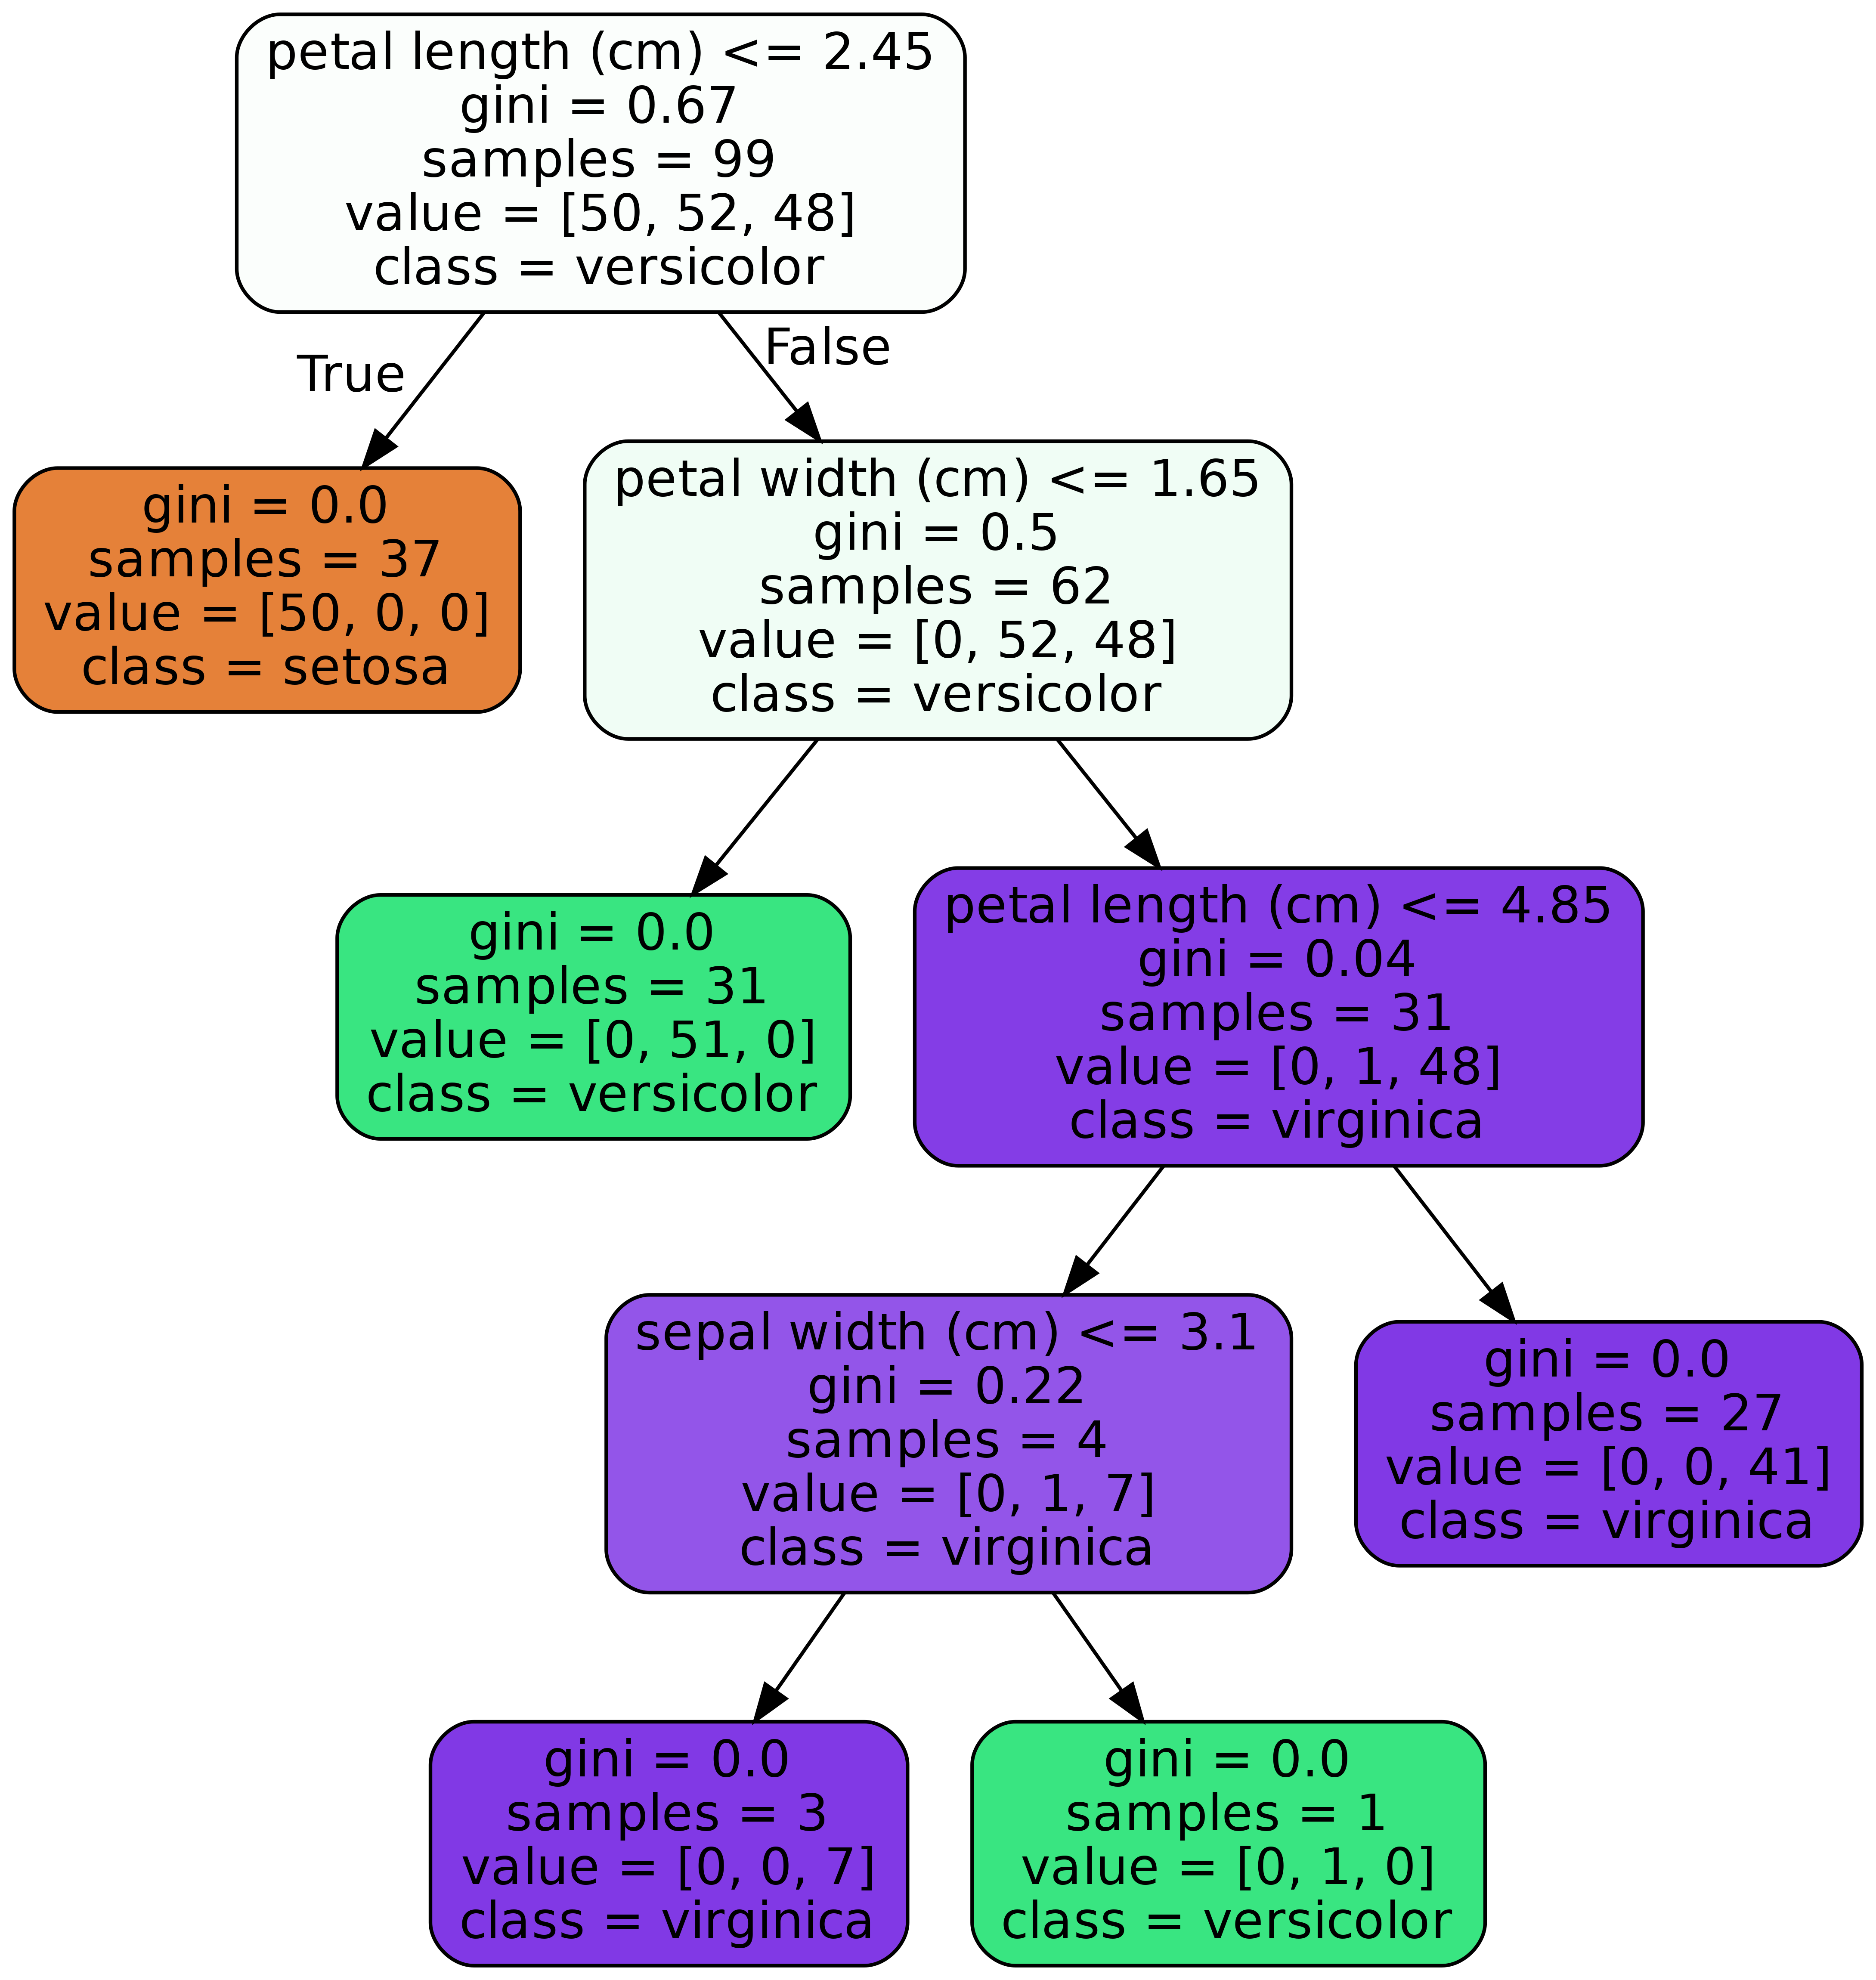 petal length (cm) <= 2.45
gini = 0.67
samples = 99
value = [50, 52, 48]
class = versicolor
True
False
gini = 0.0
samples = 37
value = [50, 0, 0]
class = setosa
petal width (cm) <= 1.65
gini = 0.5
samples = 62
value = [0, 52, 48]
class = versicolor
gini = 0.0
samples = 31
value = [0, 51, 0]
class = versicolor
petal length (cm) <= 4.85
gini = 0.04
samples = 31
value = [0, 1, 48]
class = virginica
sepal width (cm) <= 3.1
gini = 0.22
samples = 4
value = [0, 1, 7]
class = virginica
gini = 0.0
samples = 27
value = [0, 0, 41]
class = virginica
gini = 0.0
samples = 3
value = [0, 0, 7]
class = virginica
gini = 0.0
samples = 1
value = [0, 1, 0]
class = versicolor